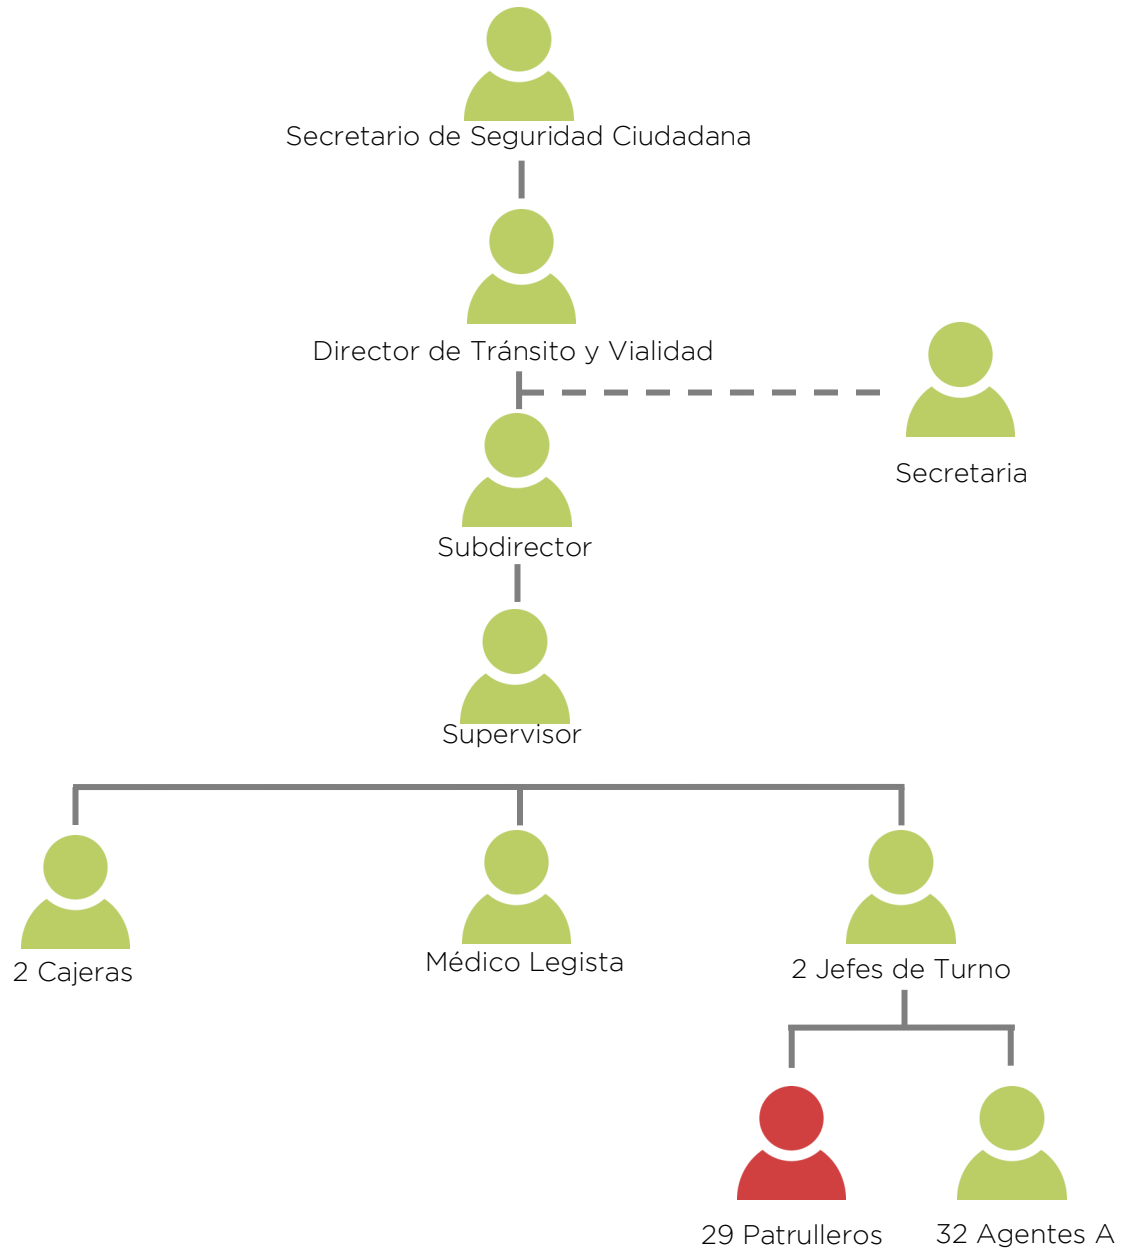 Secretario de Seguridad Ciudadana
Director de Tránsito y Vialidad
Secretaria
Subdirector
Supervisor
2 Cajeras
Médico Legista
2 Jefes de Turno
29 Patrulleros
32 Agentes A